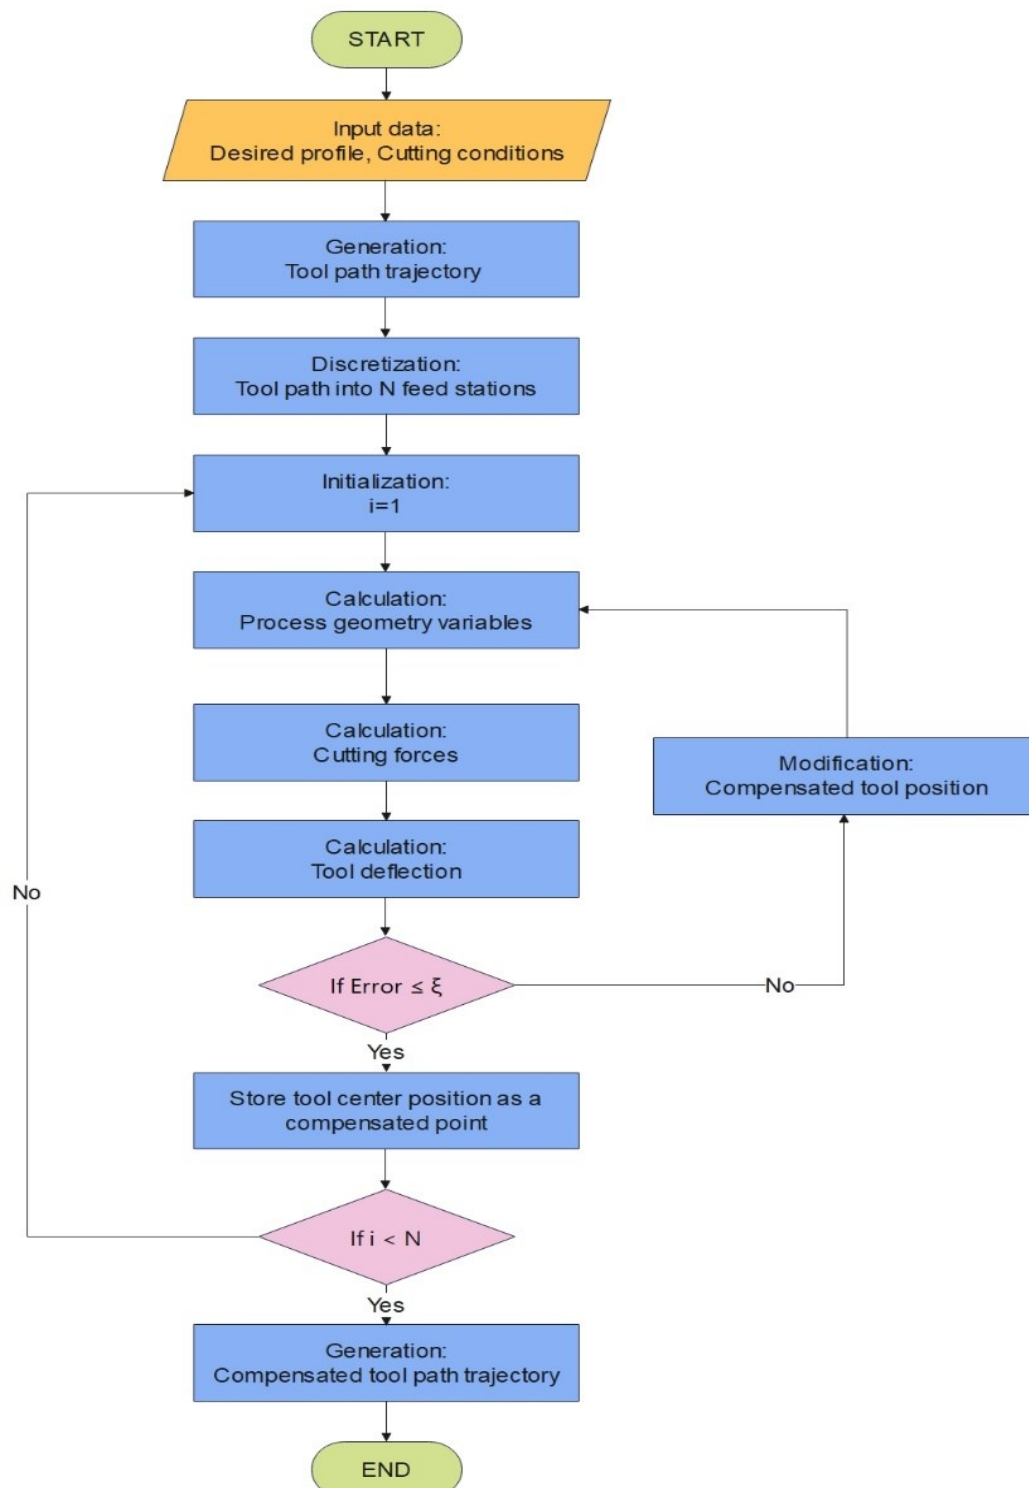 START
Input data:
Desired profile, Cutting conditions
Generation:
Tool path trajectory
Discretization:
Tool path into N feed stations
Initialization:
i=1
Calculation:
Process geometry variables
Calculation:
Cutting forces
Modification:
Compensated tool position
Calculation:
Tool deflection
No
If Error ≤ ξ
No
Yes
Store tool center position as a
compensated point
If i < N
Yes
Generation:
Compensated tool path trajectory
END